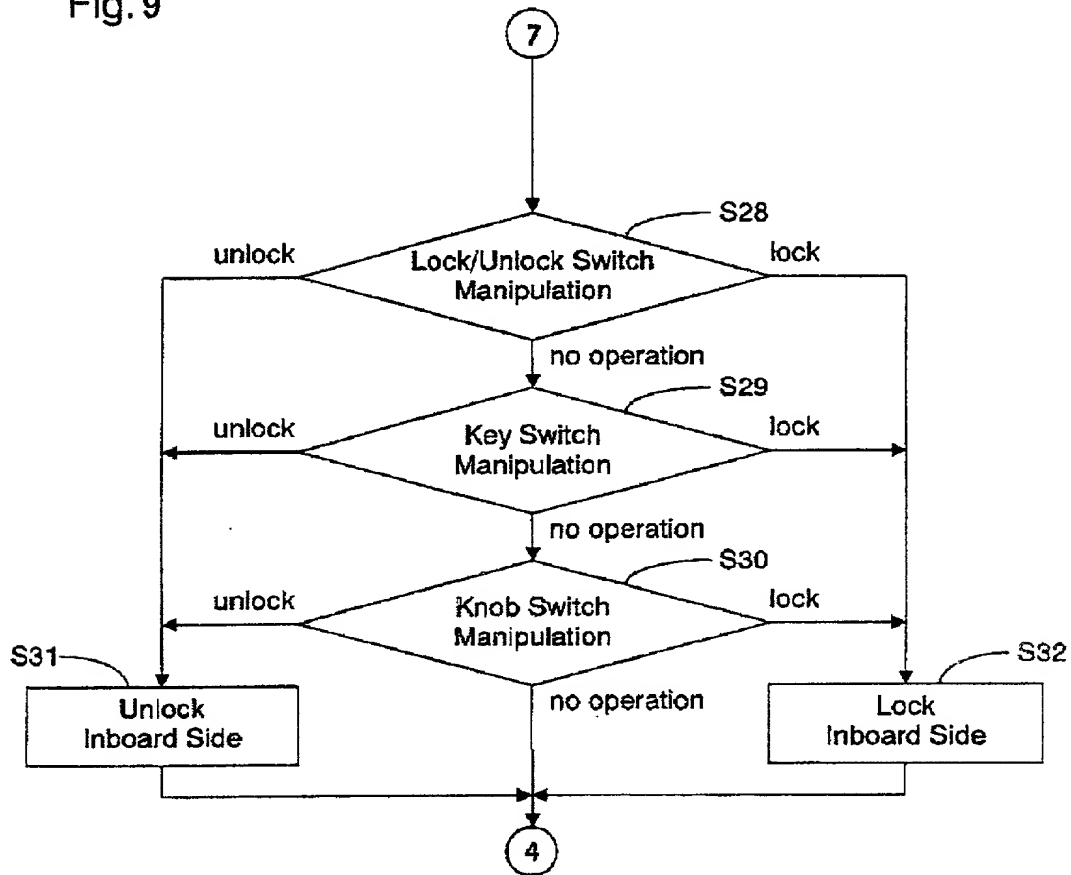 Fig. 9
7
S28
unlock
Lock/Unlock Switch
Manipulation
lock
no operation
S29
unlock
Key Switch
Manipulation
lock
no operation
S30
unlock
Knob Switch
Manipulation
lock
no operation
S31
Unlock
Inboard Side
S32
Lock
Inboard Side
4